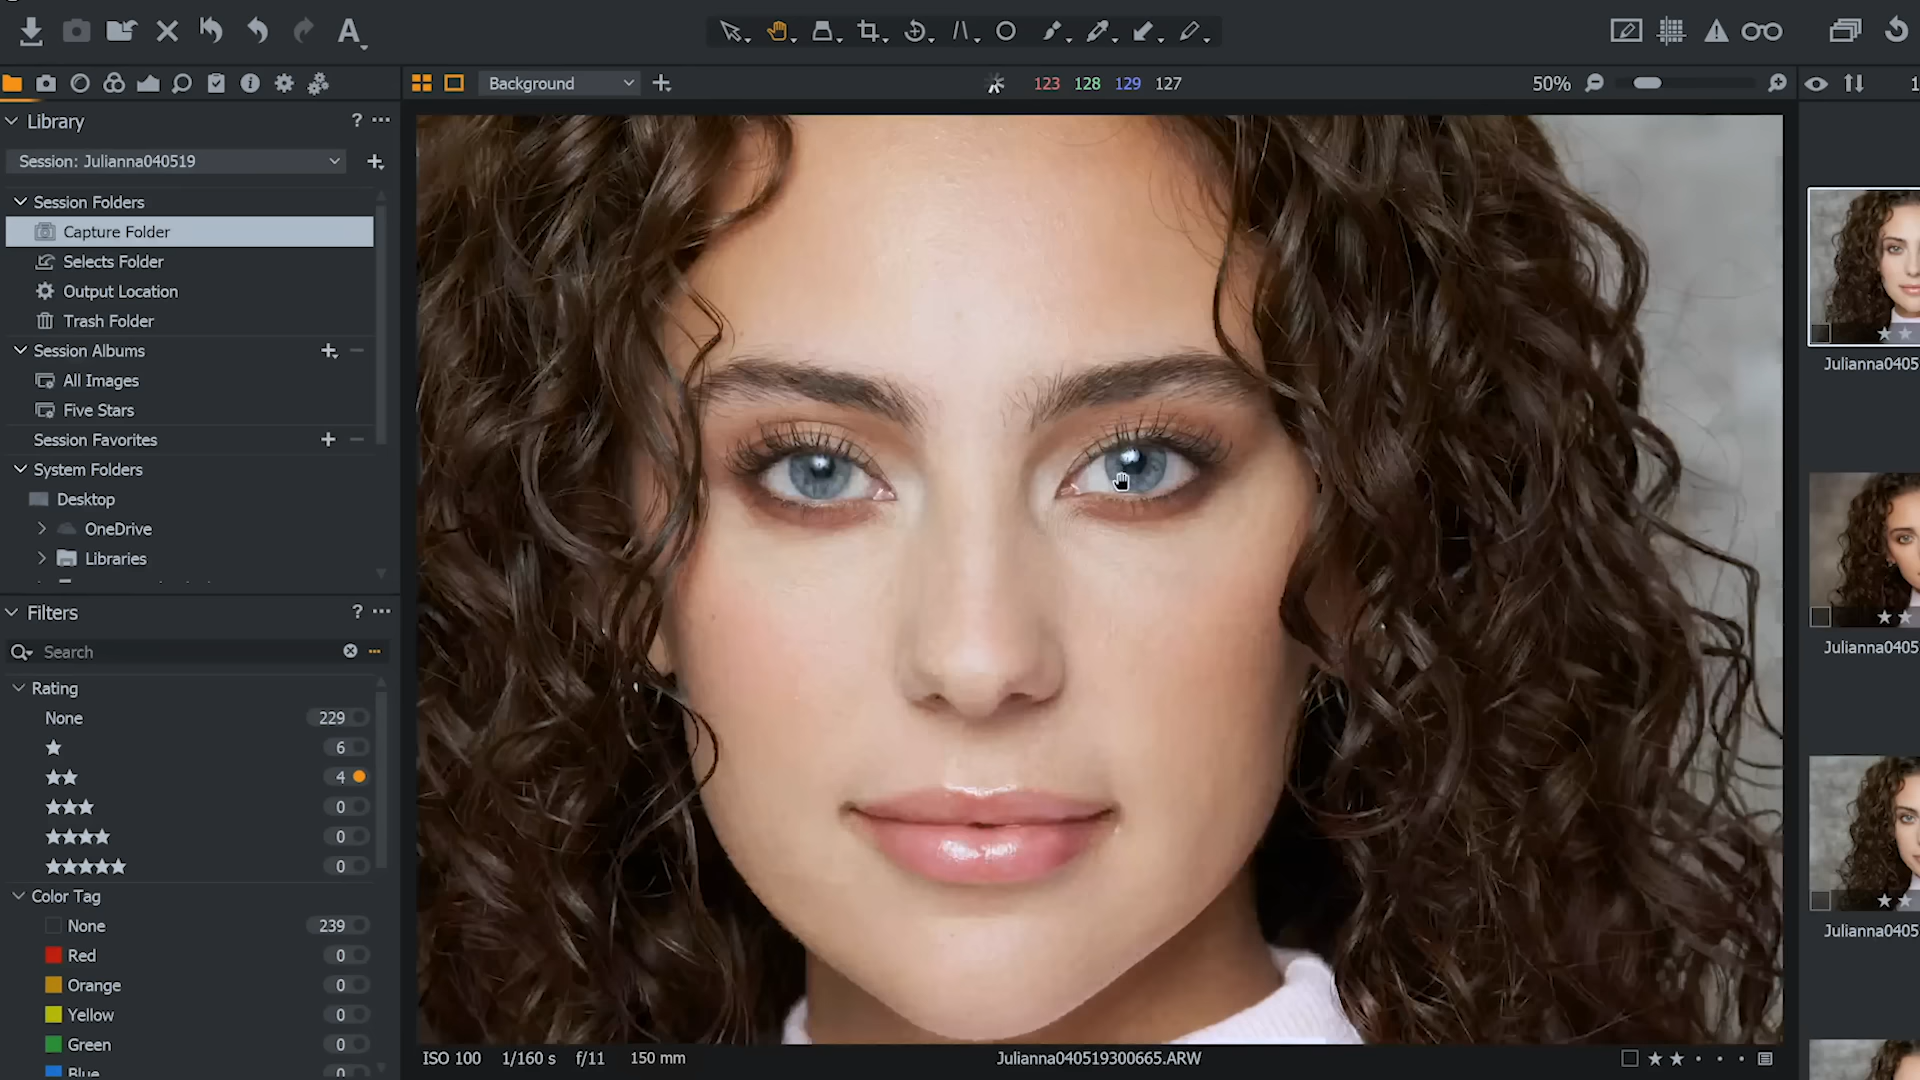 A
Background
123 128 129 127
50%
1
Library
? ...
Session: Julianna040519
Session Folders
Capture Folder
Selects Folder
Output Location
Trash Folder
Session Albums
All Images
Five Stars
Session Favorites
System Folders
Desktop
OneDrive
Libraries
Filters
? ...
Search
Rating
None 229
★ 6
★★ 4
★★★ 0
★★★★ 0
★★★★★ 0
Color Tag
None 239
Red 0
Orange 0
Yellow 0
Green 0
Blue 0
ISO 100 1/160 s f/11 150 mm
Julianna040519300665.ARW
Julianna0405
Julianna0405
Julianna0405